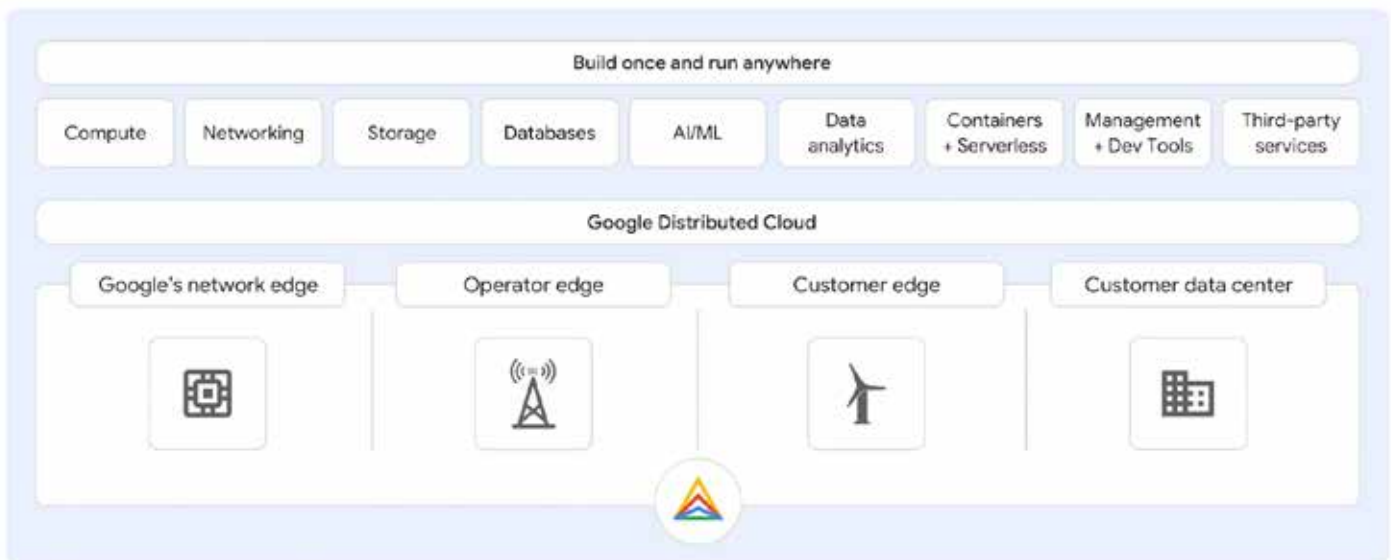 Build once and run anywhere
Compute
Networking
Storage
Databases
AI/ML
Data
analytics
Containers
+ Serverless
Management
+ Dev Tools
Third-party
services
Google Distributed Cloud
Google's network edge
Operator edge
Customer edge
Customer data center